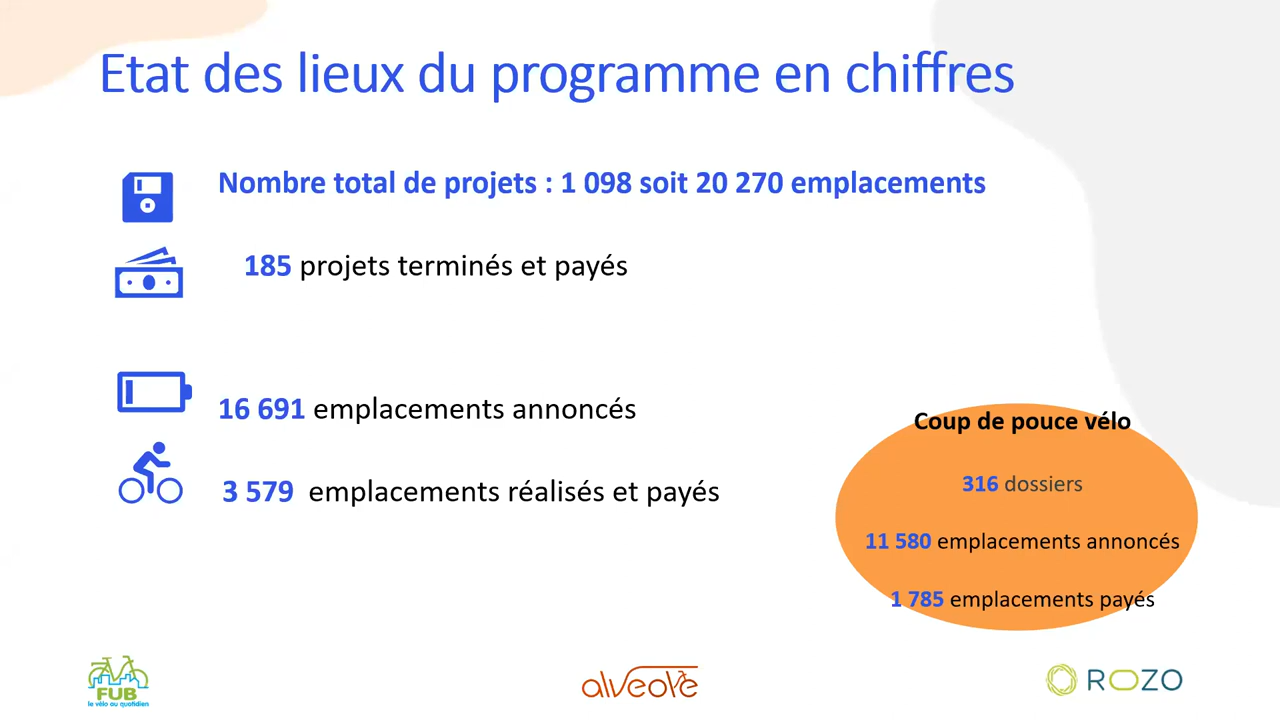 Etat des lieux du programme en chiffres
Nombre total de projets : 1 098 soit 20 270 emplacements
185 projets terminés et payés
16 691 emplacements annoncés
3 579 emplacements réalisés et payés
Coup de pouce vélo
316 dossiers
11 580 emplacements annoncés
1 785 emplacements payés
FUB
le vélo au quotidien
alveole
ROZO